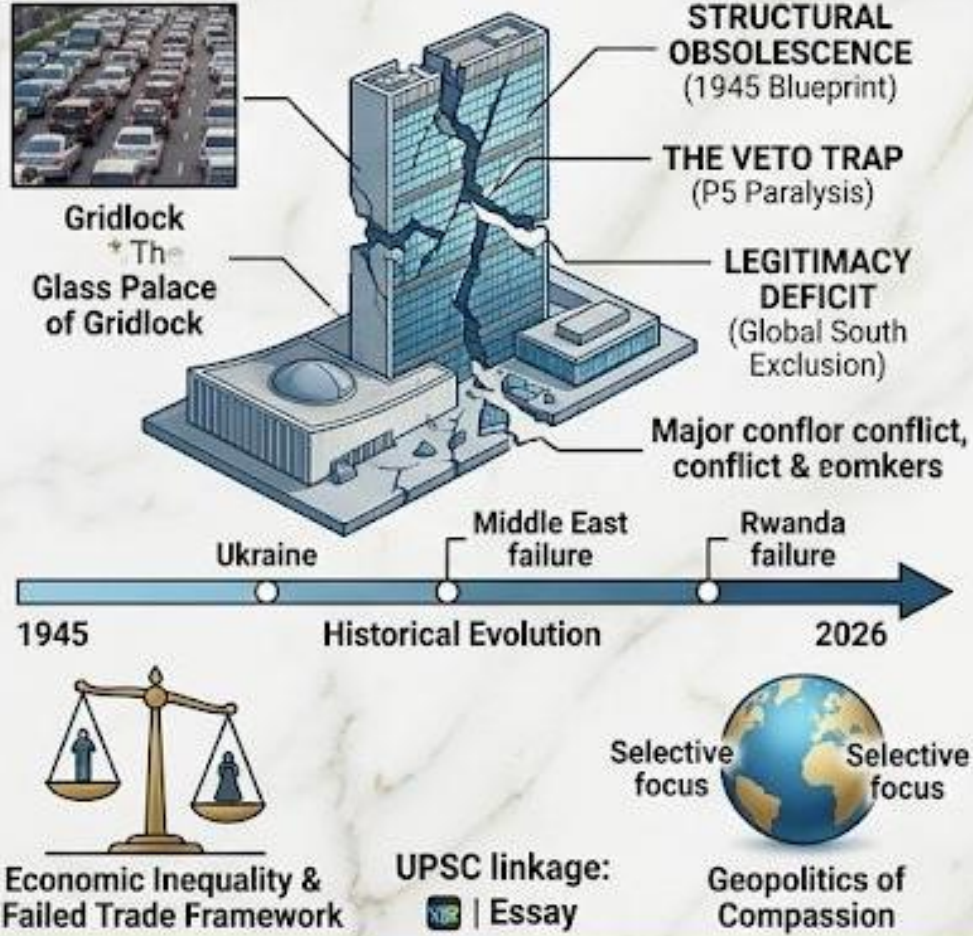 STRUCTURAL
OBSOLESCENCE
(1945 Blueprint)
THE VETO TRAP
(P5 Paralysis)
Gridlock
The
Glass Palace
of Gridlock
LEGITIMACY
DEFICIT
(Global South
Exclusion)
Major conflor conflict,
conflict & eomkers
Ukraine
Middle East
failure
Rwanda
failure
1945
Historical Evolution
2026
Selective
focus
Selective
focus
Economic Inequality &
Failed Trade Framework
UPSC linkage:
| Essay
Geopolitics of
Compassion